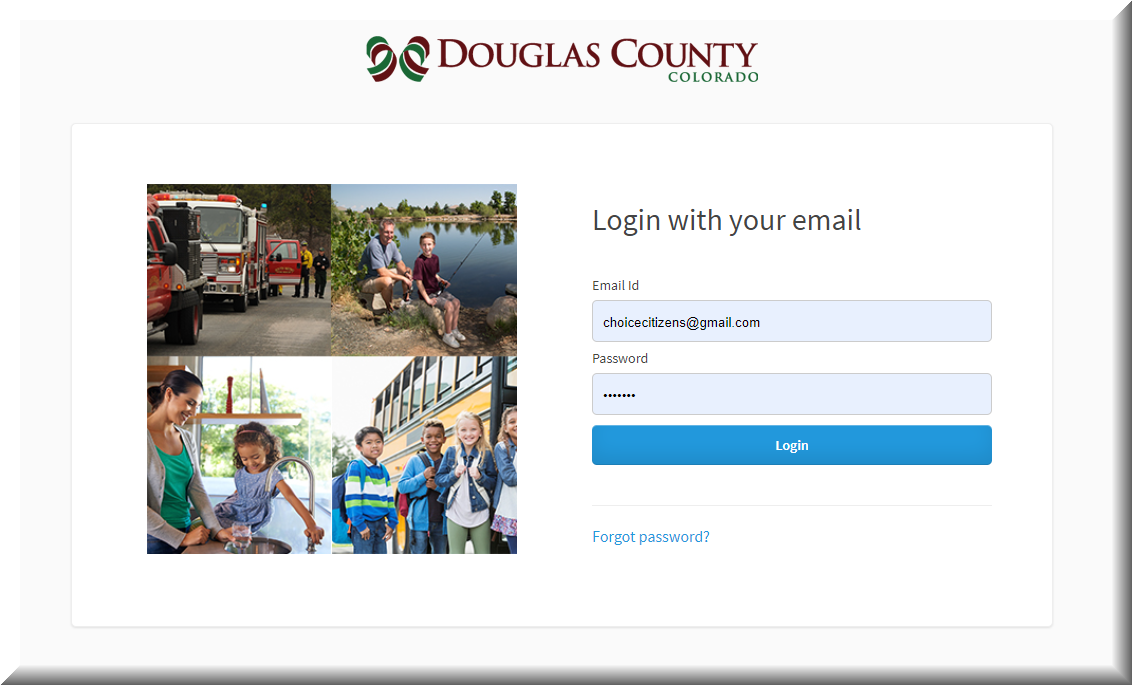 DOUGLAS COUNTY
COLORADO
Login with your email
Email Id
choicecitizens@gmail.com
Password
•••••••
Login
Forgot password?